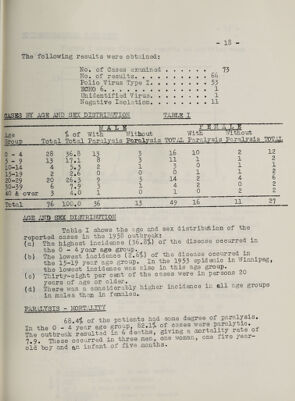 - 18 -
The following results were obtained:
No. of Cases examined . . . . . . . 73
No. of results. . . . . . . . . . 64
Polio Virus Type I. . . . . . . . 53
ECHO 6. . . . . . . . . . . . . . 1
Unidentified Virus. . . . . . . . 1
Negative Isolation. . . . . . . . 11
CASES BY AGE AND SEX DISTRIBUTION TABLE I
MALE FEMALE
Age % of With Without With Without
Group Total Total Paralysis Paralysis TOTAL Paralysis Paralysis TOTAL
0 - 4 28 36.8 13 3 16 10 2 12
5 - 9 13 17.1 8 3 11 1 1 2
10-14 4 5.3 2 1 3 0 1 1
15-19 2 2.6 0 0 0 1 1 2
20-29 20 26.3 9 5 14 2 4 6
30-39 6 7.9 3 1 4 2 0 2
40 & over 3 4.0 1 0 1 0 2 2
Total 76 100.0 36 13 49 16 11 27
AGE AND SEX DISTRIBUTION
Table I shows the age and sex distribution of the
reported cases in the 1958 outbreak:
(a) The highest incidence (36.8%) of the disease occurred in
the 0 - 4 year age group.
(b) The lowest incidence (2.6%) of the disease occurred in
the 15-19 year age group. In the 1953 epidemic in Winnipeg,
the lowest incidence was also in this age group.
(c) Thirty-eight per cent of the cases were in persons 20
years of age or older.
(d) There was a considerably higher incidence in all age groups
in males than in females.
PARALYSIS - MORTALITY
68.4% of the patients had some degree of paralysis.
In the 0 - 4 year age group, 82.1% of cases were paralytic.
The outbreak resulted in 6 deaths, giving a mortality rate of
7.9. These occurred in three men, one woman, one five year-
old boy and an infant of five months.